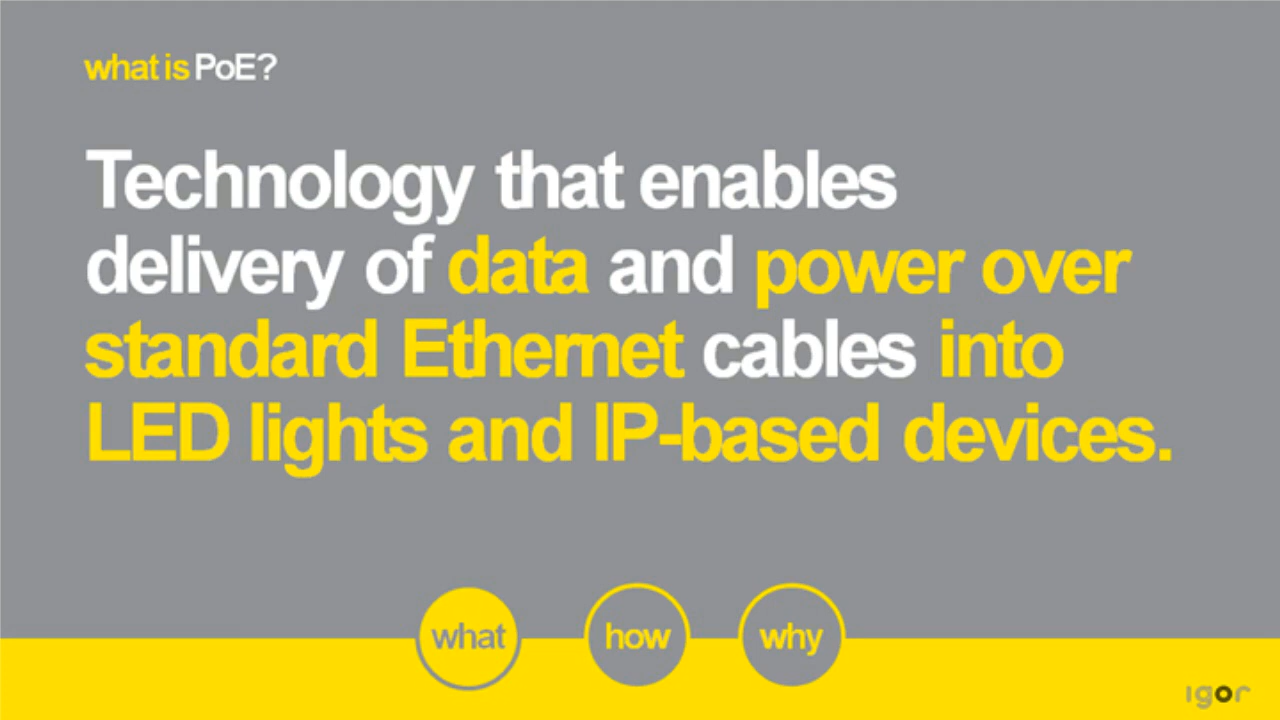 what is PoE?
Technology that enables
delivery of data and power over
standard Ethernet cables into
LED lights and IP-based devices.
what
how
why
igor